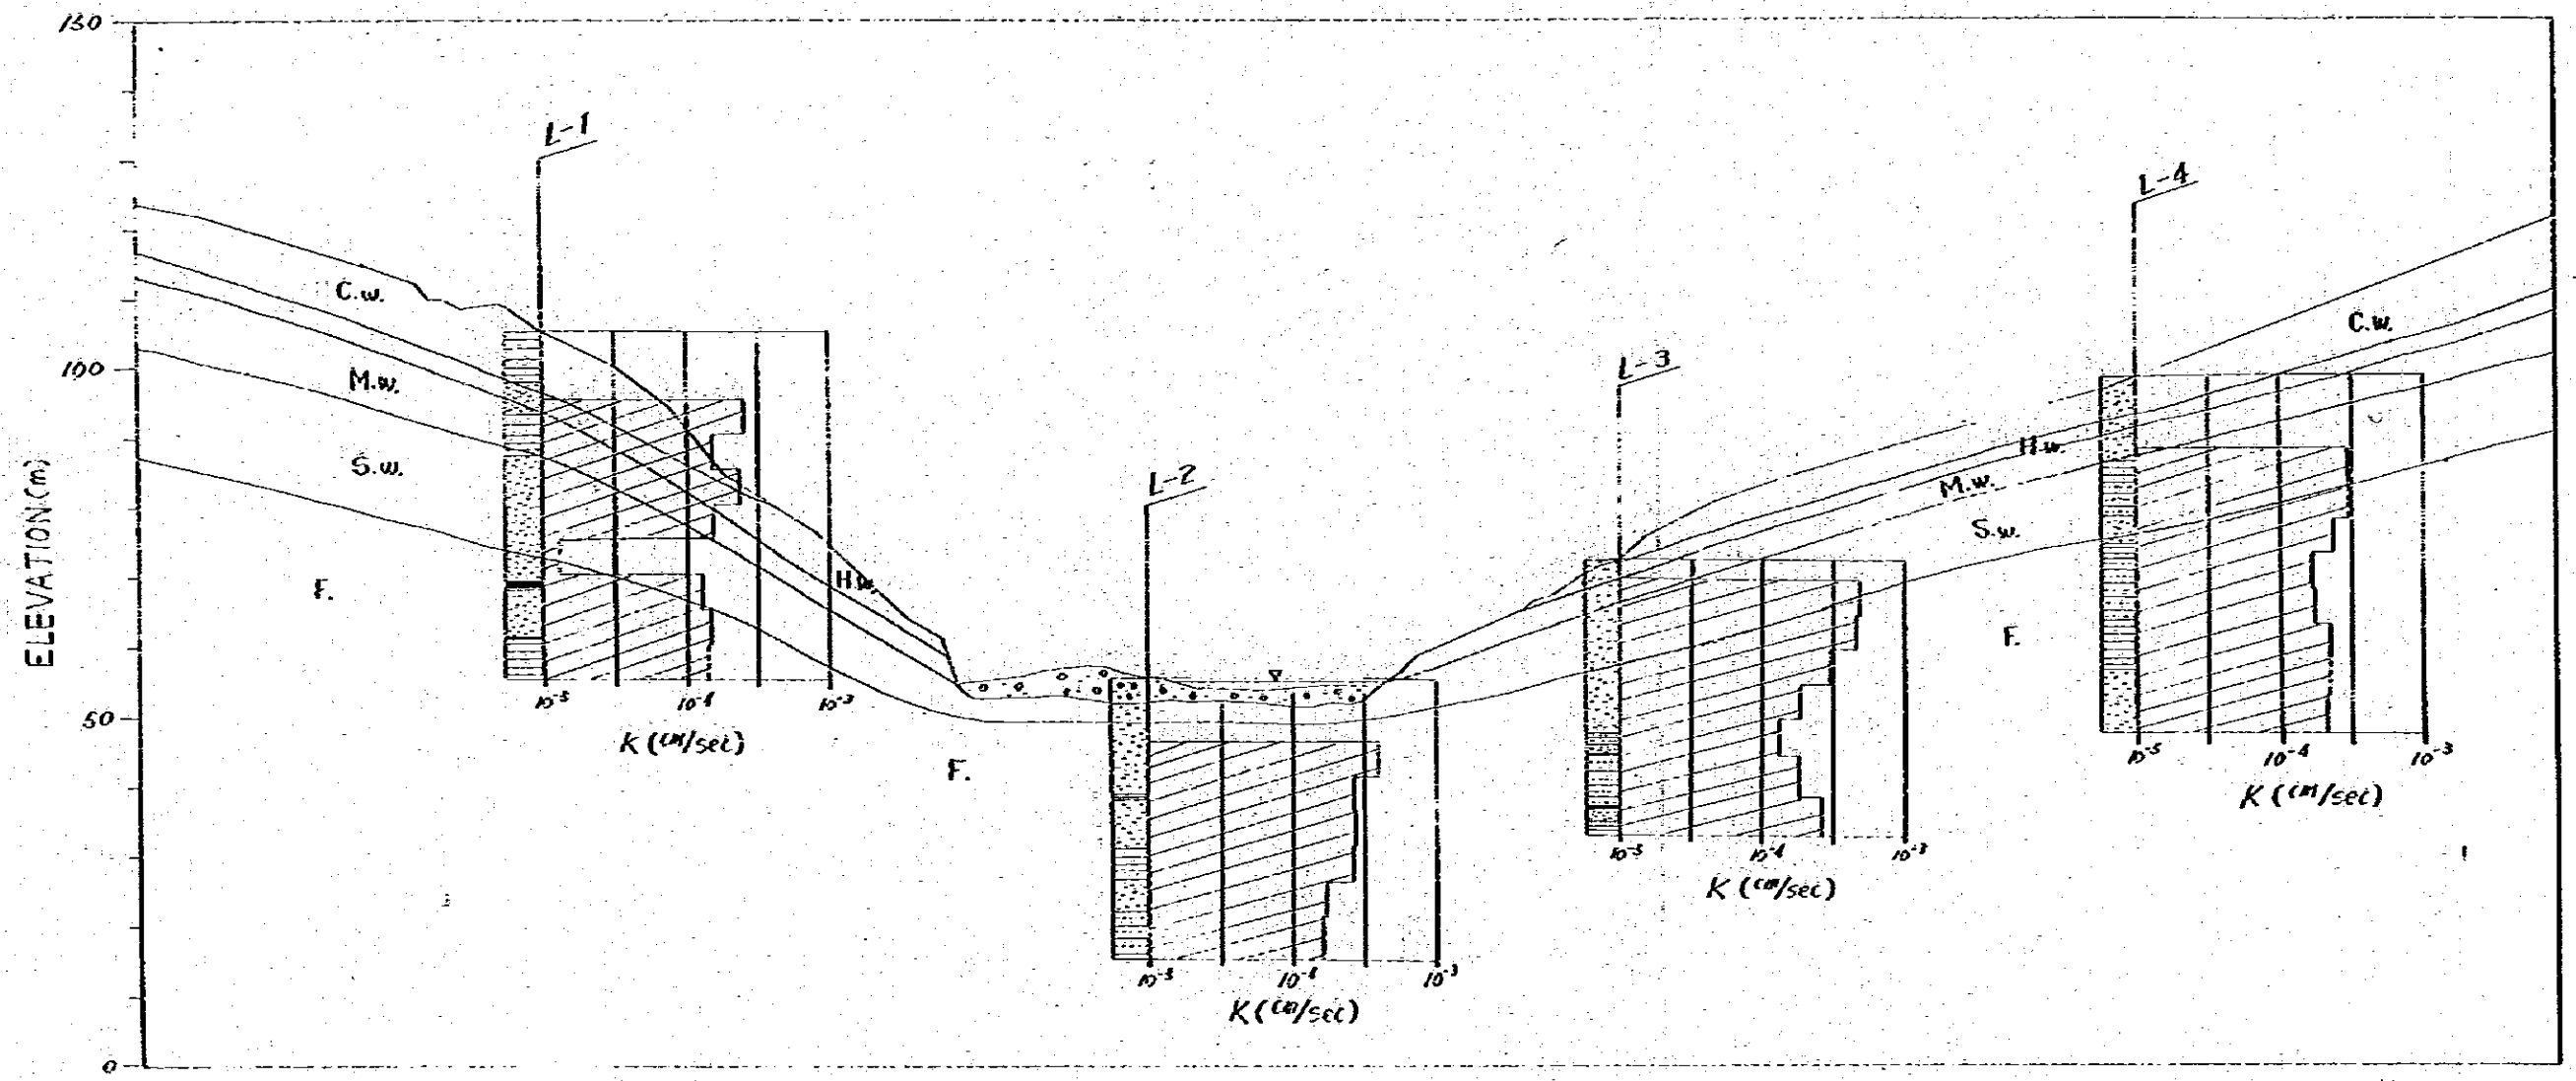 150
L-1
L-4
C.w.
C.w.
L-3
100
M.w.
H.w.
S.w.
L-2
M.w.
S.w.
ELEVATION(m)
F.
H.w.
F.
50
10⁻⁵ 10⁻⁴ 10⁻³
K (cm/sec)
F.
10⁻⁵ 10⁻⁴ 10⁻³
K (cm/sec)
10⁻⁵ 10⁻⁴ 10⁻³
K (cm/sec)
10⁻⁵ 10⁻⁴ 10⁻³
K (cm/sec)
0